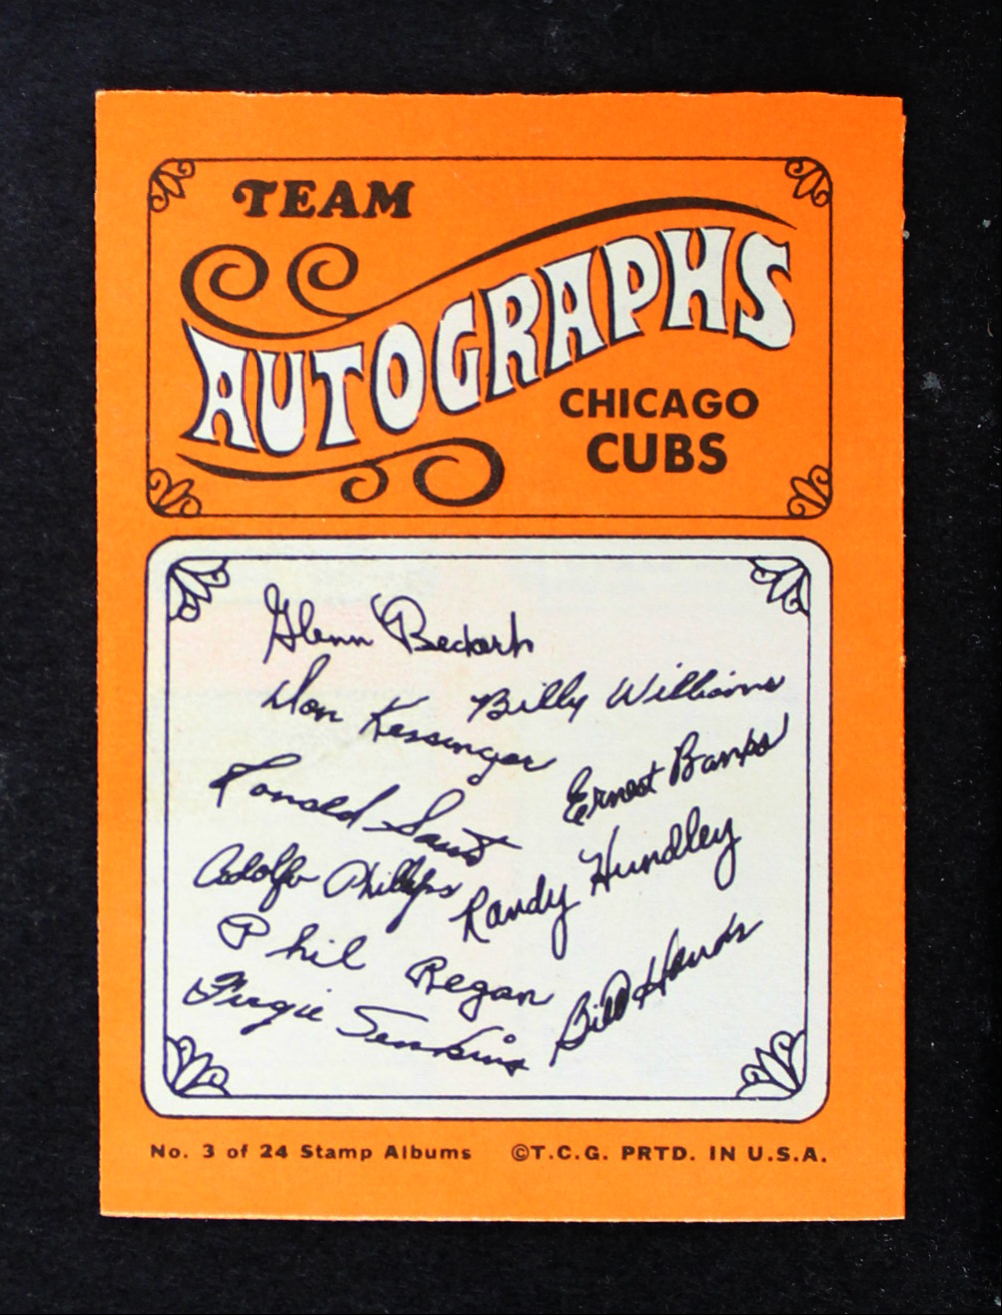 TEAM
AUTOGRAPHS
CHICAGO
CUBS
Glenn Beckert
Billy Williams
Don Kessinger
Ernest Banks
Ronald Santo
Randy Hundley
Adolfo Phillips
Phil Regan
Bill Hands
Fergie Jenkins
No. 3 of 24 Stamp Albums ©T.C.G. PRTD. IN U.S.A.